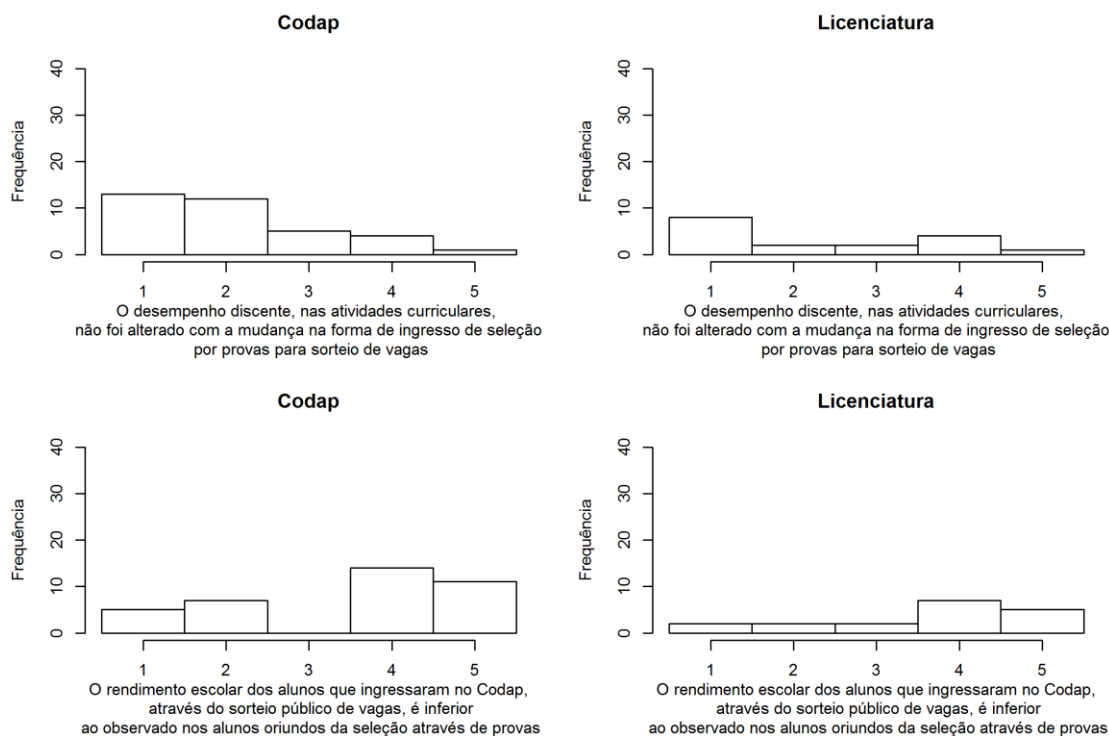 Codap
40
30
20
10
0
Frequência
1 2 3 4 5
O desempenho discente, nas atividades curriculares,
não foi alterado com a mudança na forma de ingresso de seleção
por provas para sorteio de vagas
Licenciatura
40
30
20
10
0
Frequência
1 2 3 4 5
O desempenho discente, nas atividades curriculares,
não foi alterado com a mudança na forma de ingresso de seleção
por provas para sorteio de vagas
Codap
40
30
20
10
0
Frequência
1 2 3 4 5
O rendimento escolar dos alunos que ingressaram no Codap,
através do sorteio público de vagas, é inferior
ao observado nos alunos oriundos da seleção através de provas
Licenciatura
40
30
20
10
0
Frequência
1 2 3 4 5
O rendimento escolar dos alunos que ingressaram no Codap,
através do sorteio público de vagas, é inferior
ao observado nos alunos oriundos da seleção através de provas